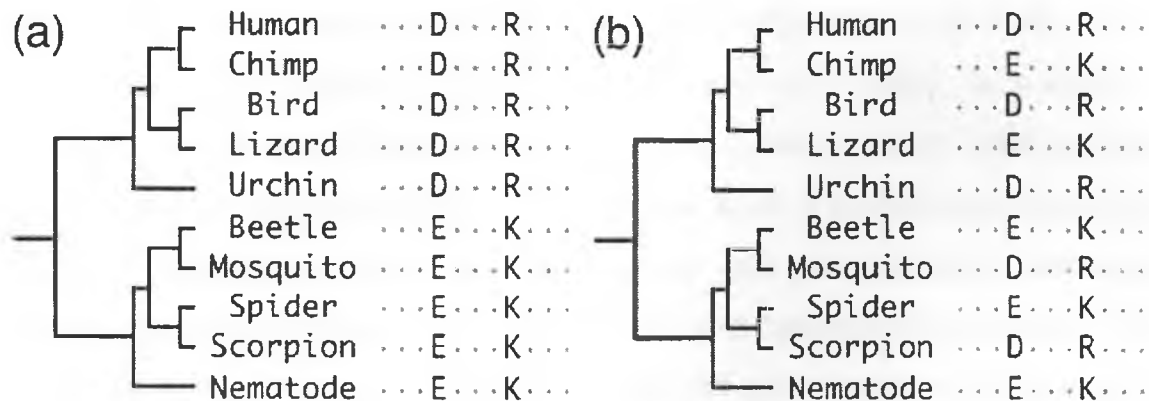 (a)
Human ···D···R···
Chimp ···D···R···
Bird ···D···R···
Lizard ···D···R···
Urchin ···D···R···
Beetle ···E···K···
Mosquito ···E···K···
Spider ···E···K···
Scorpion ···E···K···
Nematode ···E···K···
(b)
Human ···D···R···
Chimp ···E···K···
Bird ···D···R···
Lizard ···E···K···
Urchin ···D···R···
Beetle ···E···K···
Mosquito ···D···R···
Spider ···E···K···
Scorpion ···D···R···
Nematode ···E···K···